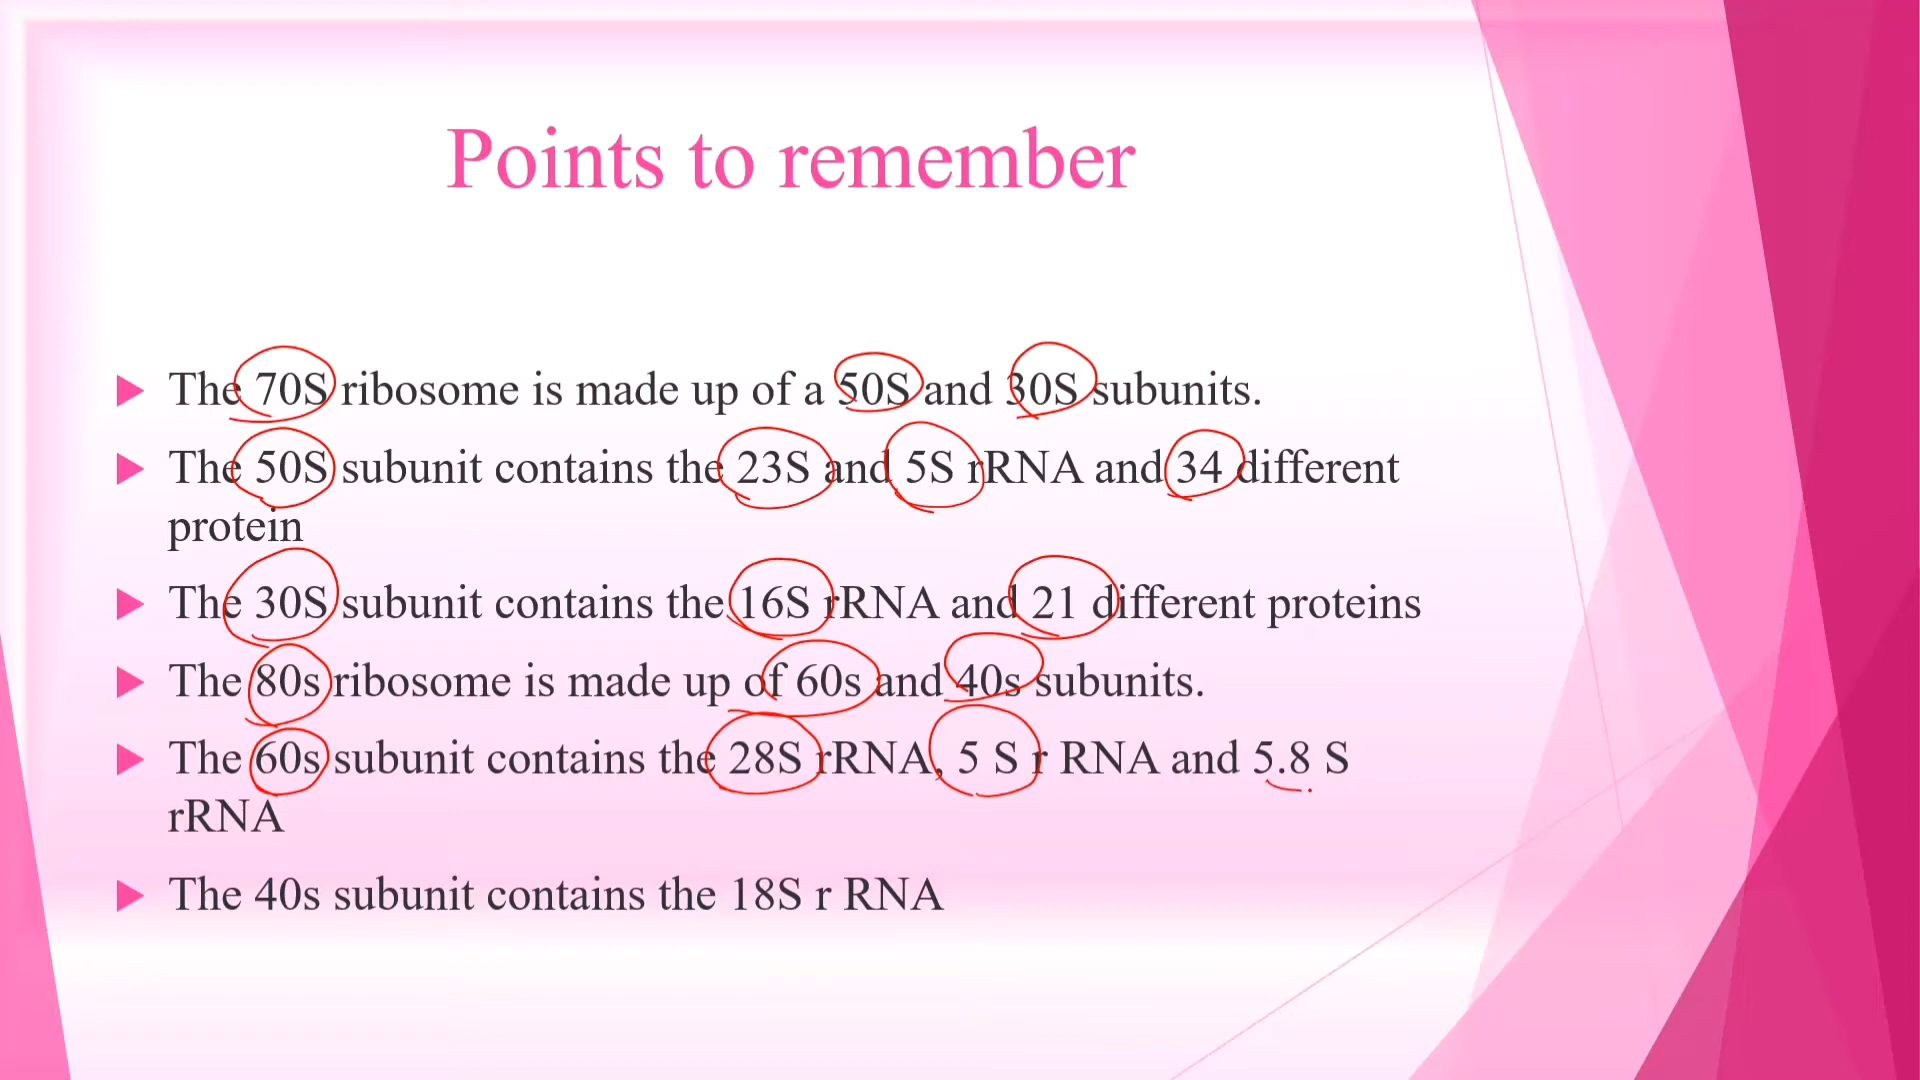 Points to remember
The 70S ribosome is made up of a 50S and 30S subunits.
The 50S subunit contains the 23S and 5S rRNA and 34 different
protein
The 30S subunit contains the 16S rRNA and 21 different proteins
The 80s ribosome is made up of 60s and 40s subunits.
The 60s subunit contains the 28S rRNA, 5 S r RNA and 5.8 S
rRNA
The 40s subunit contains the 18S r RNA